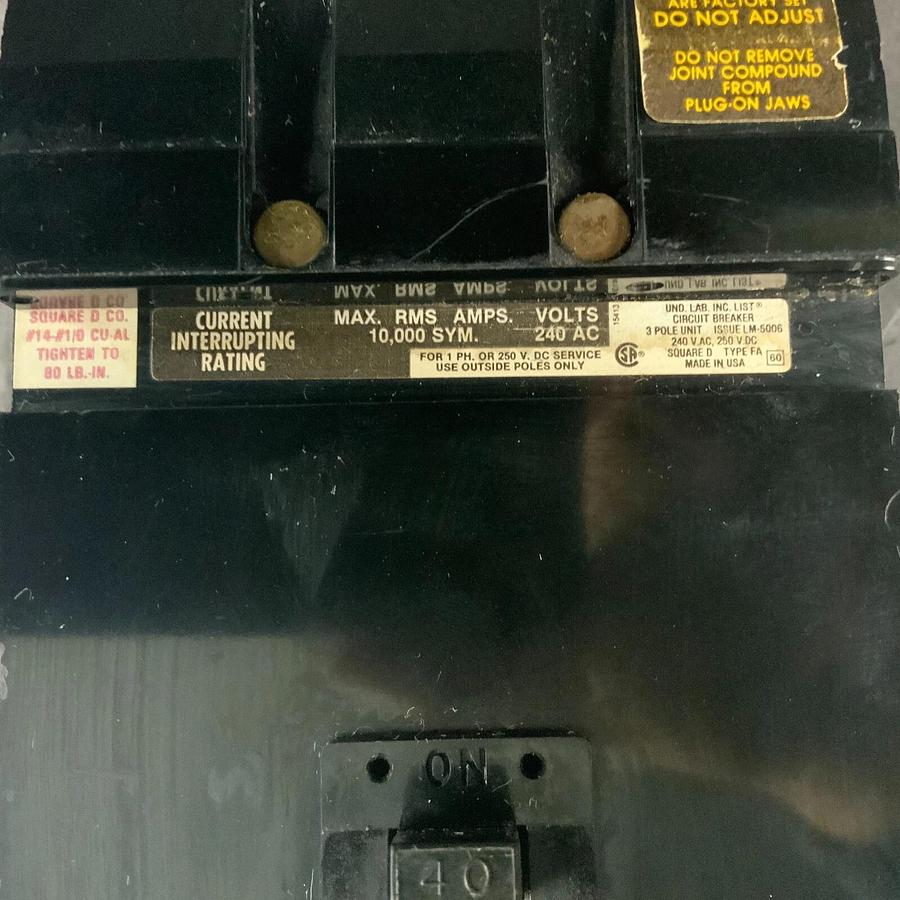 ARE FACTORY SET
DO NOT ADJUST
DO NOT REMOVE
JOINT COMPOUND
FROM
PLUG-ON JAWS
SQUARE D CO.
#14-#1/0 CU-AL
TIGHTEN TO
80 LB.-IN.
CURRENT
INTERRUPTING
RATING
MAX. RMS AMPS. VOLTS
10,000 SYM. 240 AC
FOR 1 PH. OR 250 V. DC SERVICE
USE OUTSIDE POLES ONLY
UND. LAB. INC. LIST®
CIRCUIT BREAKER
3 POLE UNIT ISSUE LM-5006
240 V.AC, 250 V.DC
SQUARE D TYPE FA 60
MADE IN USA
ON
40